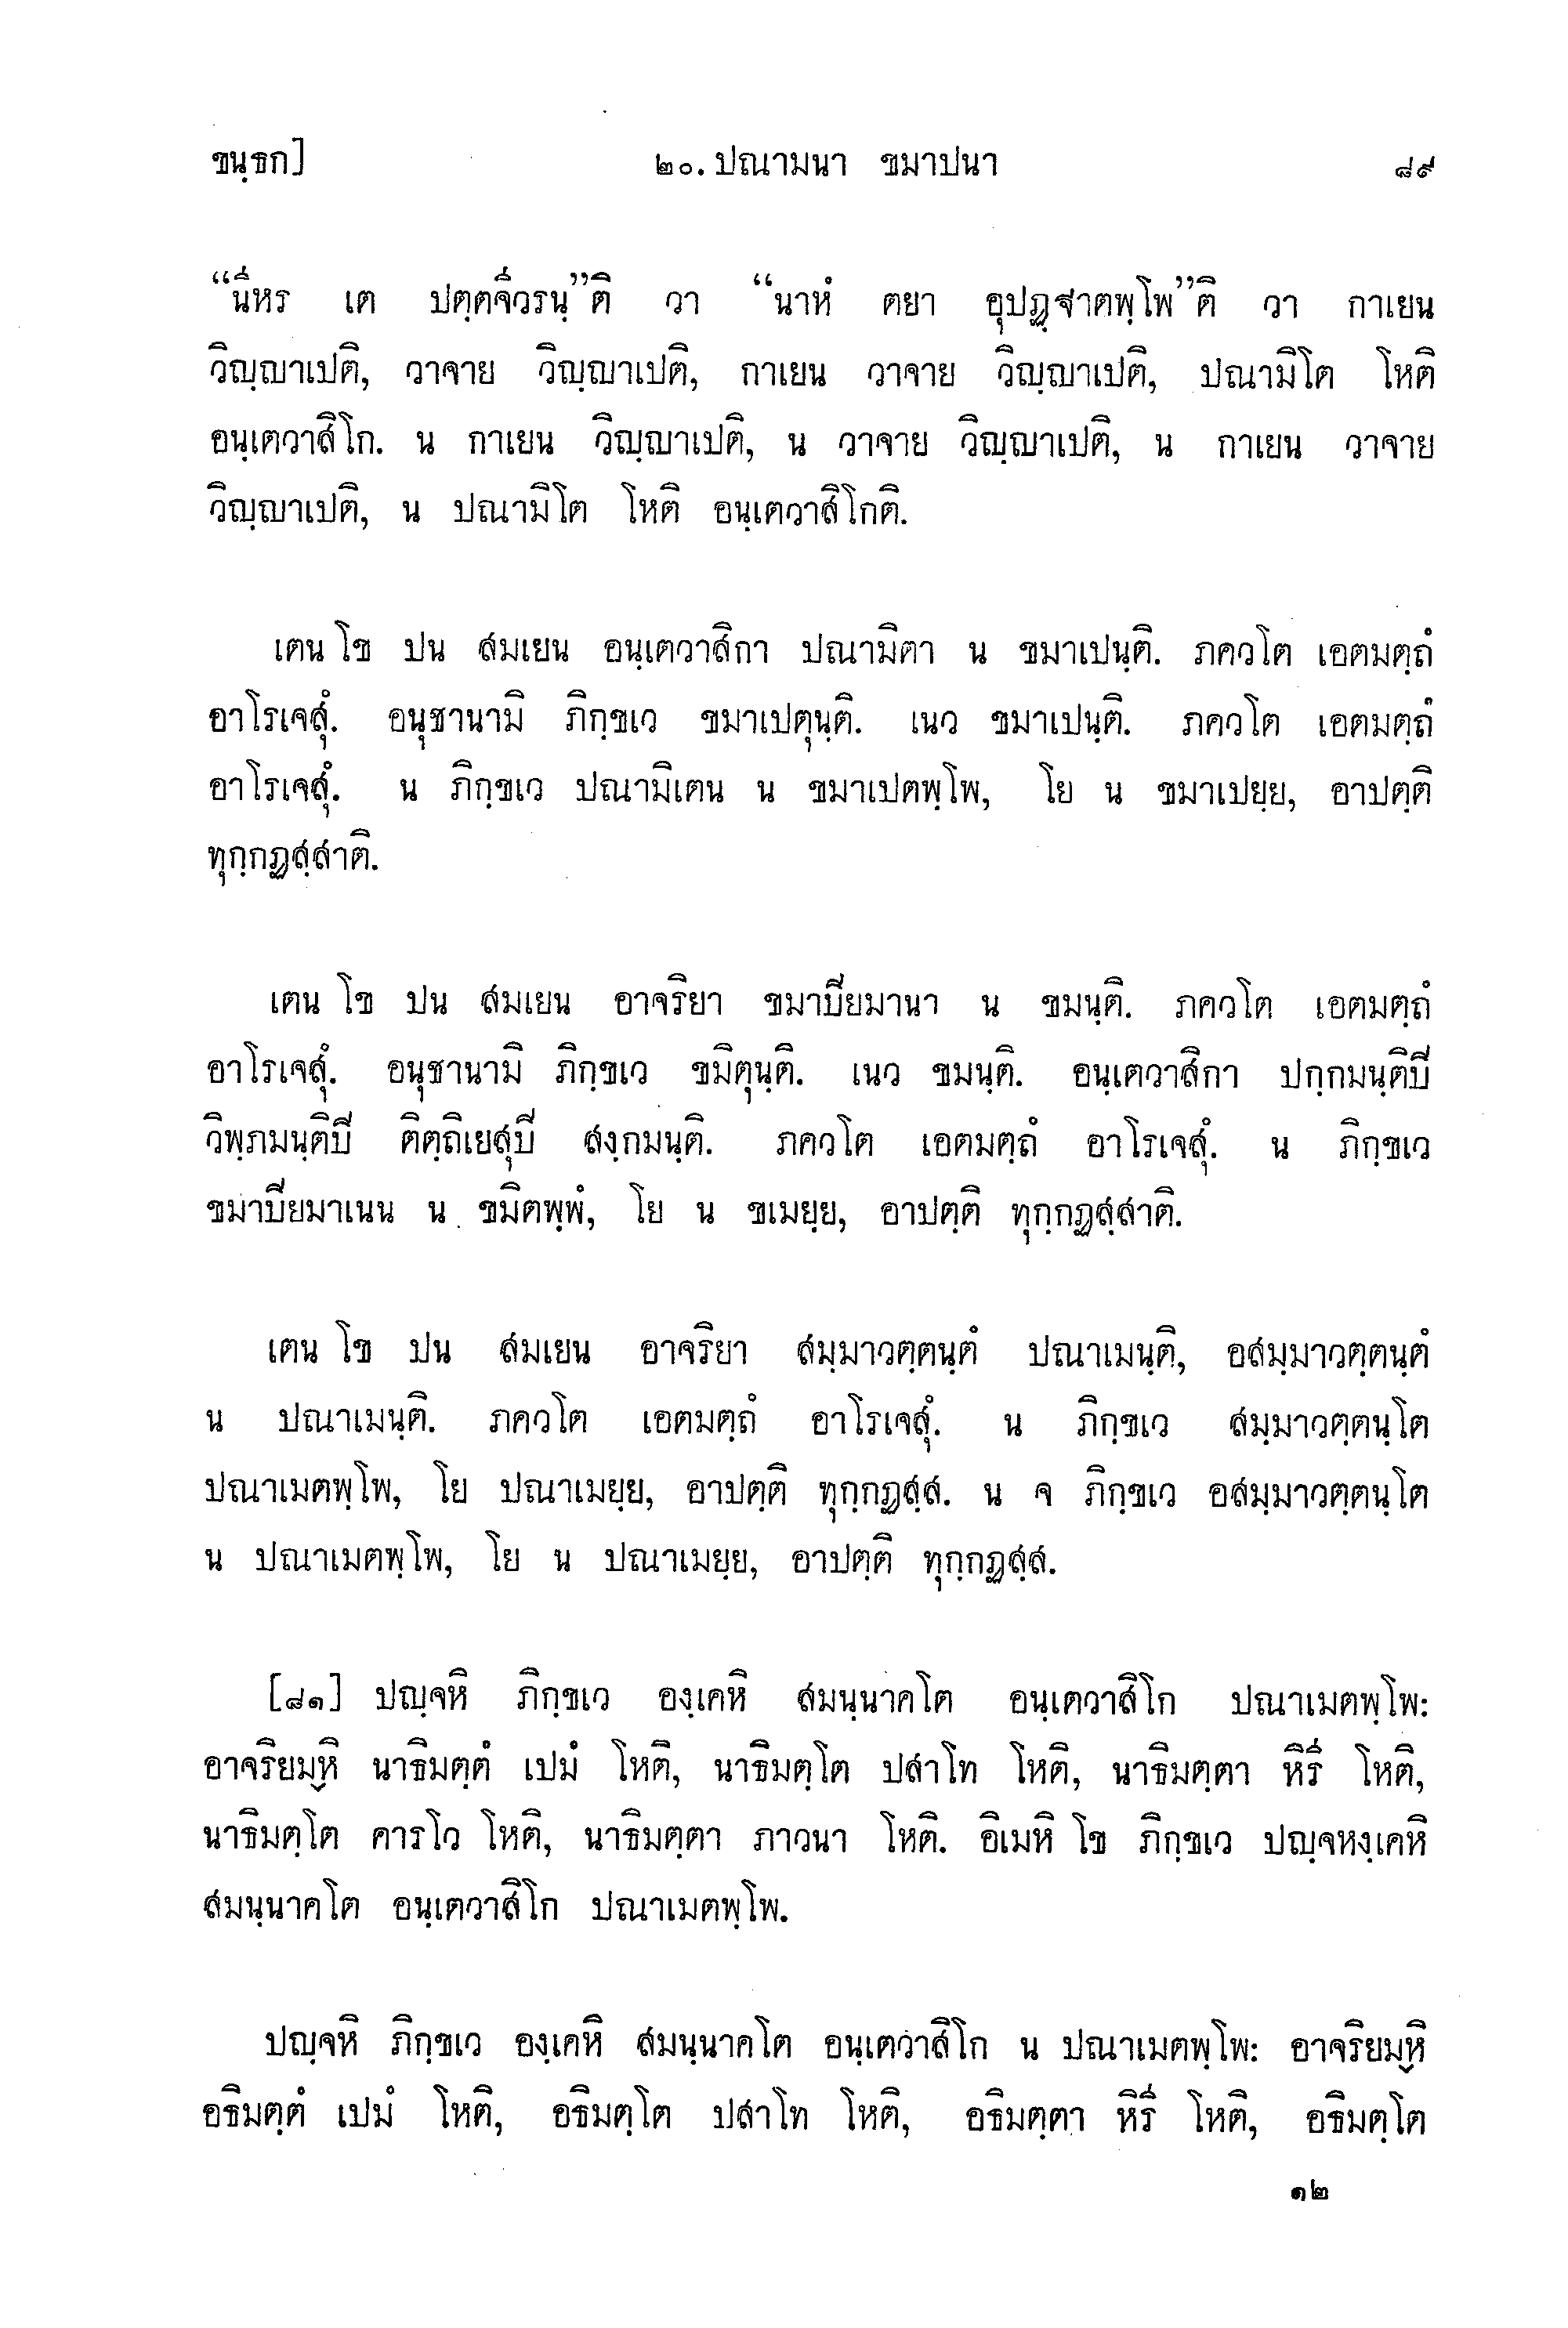 ขนฺธก] ๒๐. ปณามนา ขมาปนา ๘๙
“นีหร เต ปตฺตจีวรนฺ”ติ วา “นาหํ ตยา อุปฏฺฐาตพฺโพ”ติ วา กาเยน
วิญฺญาเปติ, วาจาย วิญฺญาเปติ, กาเยน วาจาย วิญฺญาเปติ, ปณามิโต โหติ
อนฺเตวาสิโก. น กาเยน วิญฺญาเปติ, น วาจาย วิญฺญาเปติ, น กาเยน วาจาย
วิญฺญาเปติ, น ปณามิโต โหติ อนฺเตวาสิโกติ.
เตน โข ปน สมเยน อนฺเตวาสิกา ปณามิตา น ขมาเปนฺติ. ภควโต เอตมตฺถํ
อาโรเจสุํ. อนุชานามิ ภิกฺขเว ขมาเปตุนฺติ. เนว ขมาเปนฺติ. ภควโต เอตมตฺถํ
อาโรเจสุํ. น ภิกฺขเว ปณามิเตน น ขมาเปตพฺโพ, โย น ขมาเปยฺย, อาปตฺติ
ทุกฺกฏสฺสาติ.
เตน โข ปน สมเยน อาจริยา ขมาปิยมานา น ขมนฺติ. ภควโต เอตมตฺถํ
อาโรเจสุํ. อนุชานามิ ภิกฺขเว ขมิตุนฺติ. เนว ขมนฺติ. อนฺเตวาสิกา ปกฺกมนฺติปิ
วิพฺภมนฺติปิ ติตฺถิเยสุปิ สงฺกมนฺติ. ภควโต เอตมตฺถํ อาโรเจสุํ. น ภิกฺขเว
ขมาปิยมาเนน น ขมิตพฺพํ, โย น ขเมยฺย, อาปตฺติ ทุกฺกฏสฺสาติ.
เตน โข ปน สมเยน อาจริยา สมฺมาวตฺตนฺตํ ปณาเมนฺติ, อสมฺมาวตฺตนฺตํ
น ปณาเมนฺติ. ภควโต เอตมตฺถํ อาโรเจสุํ. น ภิกฺขเว สมฺมาวตฺตนฺโต
ปณาเมตพฺโพ, โย ปณาเมยฺย, อาปตฺติ ทุกฺกฏสฺส. น จ ภิกฺขเว อสมฺมาวตฺตนฺโต
น ปณาเมตพฺโพ, โย น ปณาเมยฺย, อาปตฺติ ทุกฺกฏสฺส.
[๘๑] ปญฺจหิ ภิกฺขเว องฺเคหิ สมนฺนาคโต อนฺเตวาสิโก ปณาเมตพฺโพ:
อาจริยมฺหิ นาธิมตฺตํ เปมํ โหติ, นาธิมตฺโต ปสาโท โหติ, นาธิมตฺตา หิรี โหติ,
นาธิมตฺโต คารโว โหติ, นาธิมตฺตา ภาวนา โหติ. อิเมหิ โข ภิกฺขเว ปญฺจหงฺเคหิ
สมนฺนาคโต อนฺเตวาสิโก ปณาเมตพฺโพ.
ปญฺจหิ ภิกฺขเว องฺเคหิ สมนฺนาคโต อนฺเตวาสิโก น ปณาเมตพฺโพ: อาจริยมฺหิ
อธิมตฺตํ เปมํ โหติ, อธิมตฺโต ปสาโท โหติ, อธิมตฺตา หิรี โหติ, อธิมตฺโต
๑๒